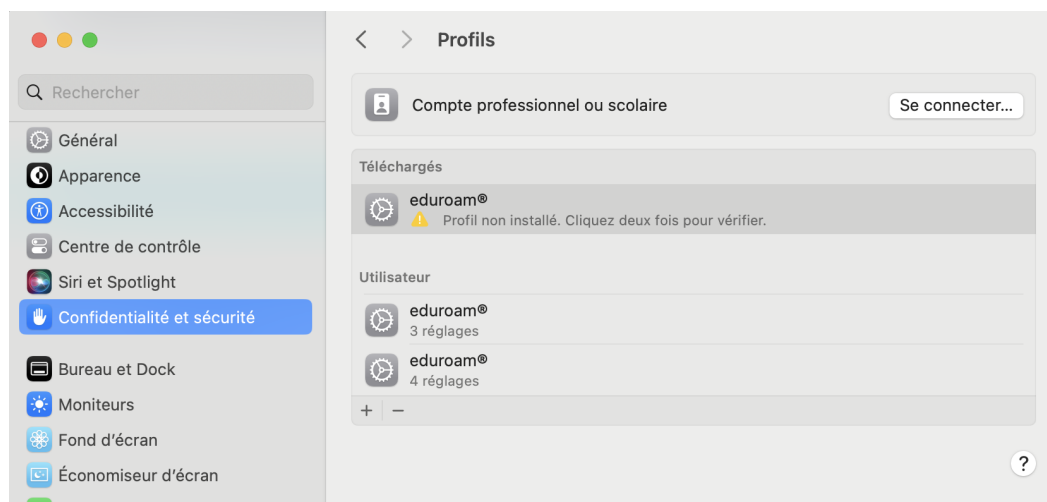 Profils
Rechercher
Général
Apparence
Accessibilité
Centre de contrôle
Siri et Spotlight
Confidentialité et sécurité
Bureau et Dock
Moniteurs
Fond d'écran
Économiseur d'écran
Compte professionnel ou scolaire
Se connecter...
Téléchargés
eduroam®
Profil non installé. Cliquez deux fois pour vérifier.
Utilisateur
eduroam®
3 réglages
eduroam®
4 réglages
+ −
?